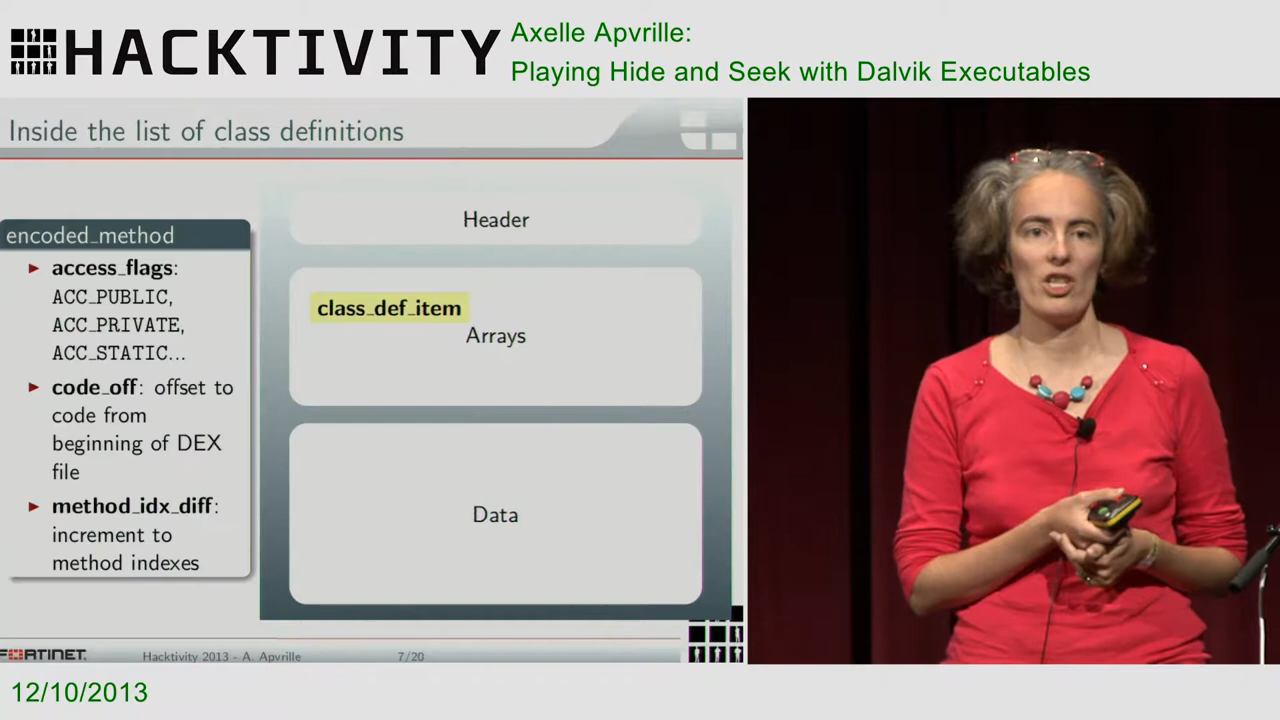 HACKTIVITY
Axelle Apvrille:
Playing Hide and Seek with Dalvik Executables
Inside the list of class definitions
encoded_method
access_flags:
ACC_PUBLIC,
ACC_PRIVATE,
ACC_STATIC...
code_off: offset to
code from
beginning of DEX
file
method_idx_diff:
increment to
method indexes
Header
class_def_item
Arrays
Data
FORTINET.
Hacktivity 2013 - A. Apvrille
7/20
12/10/2013